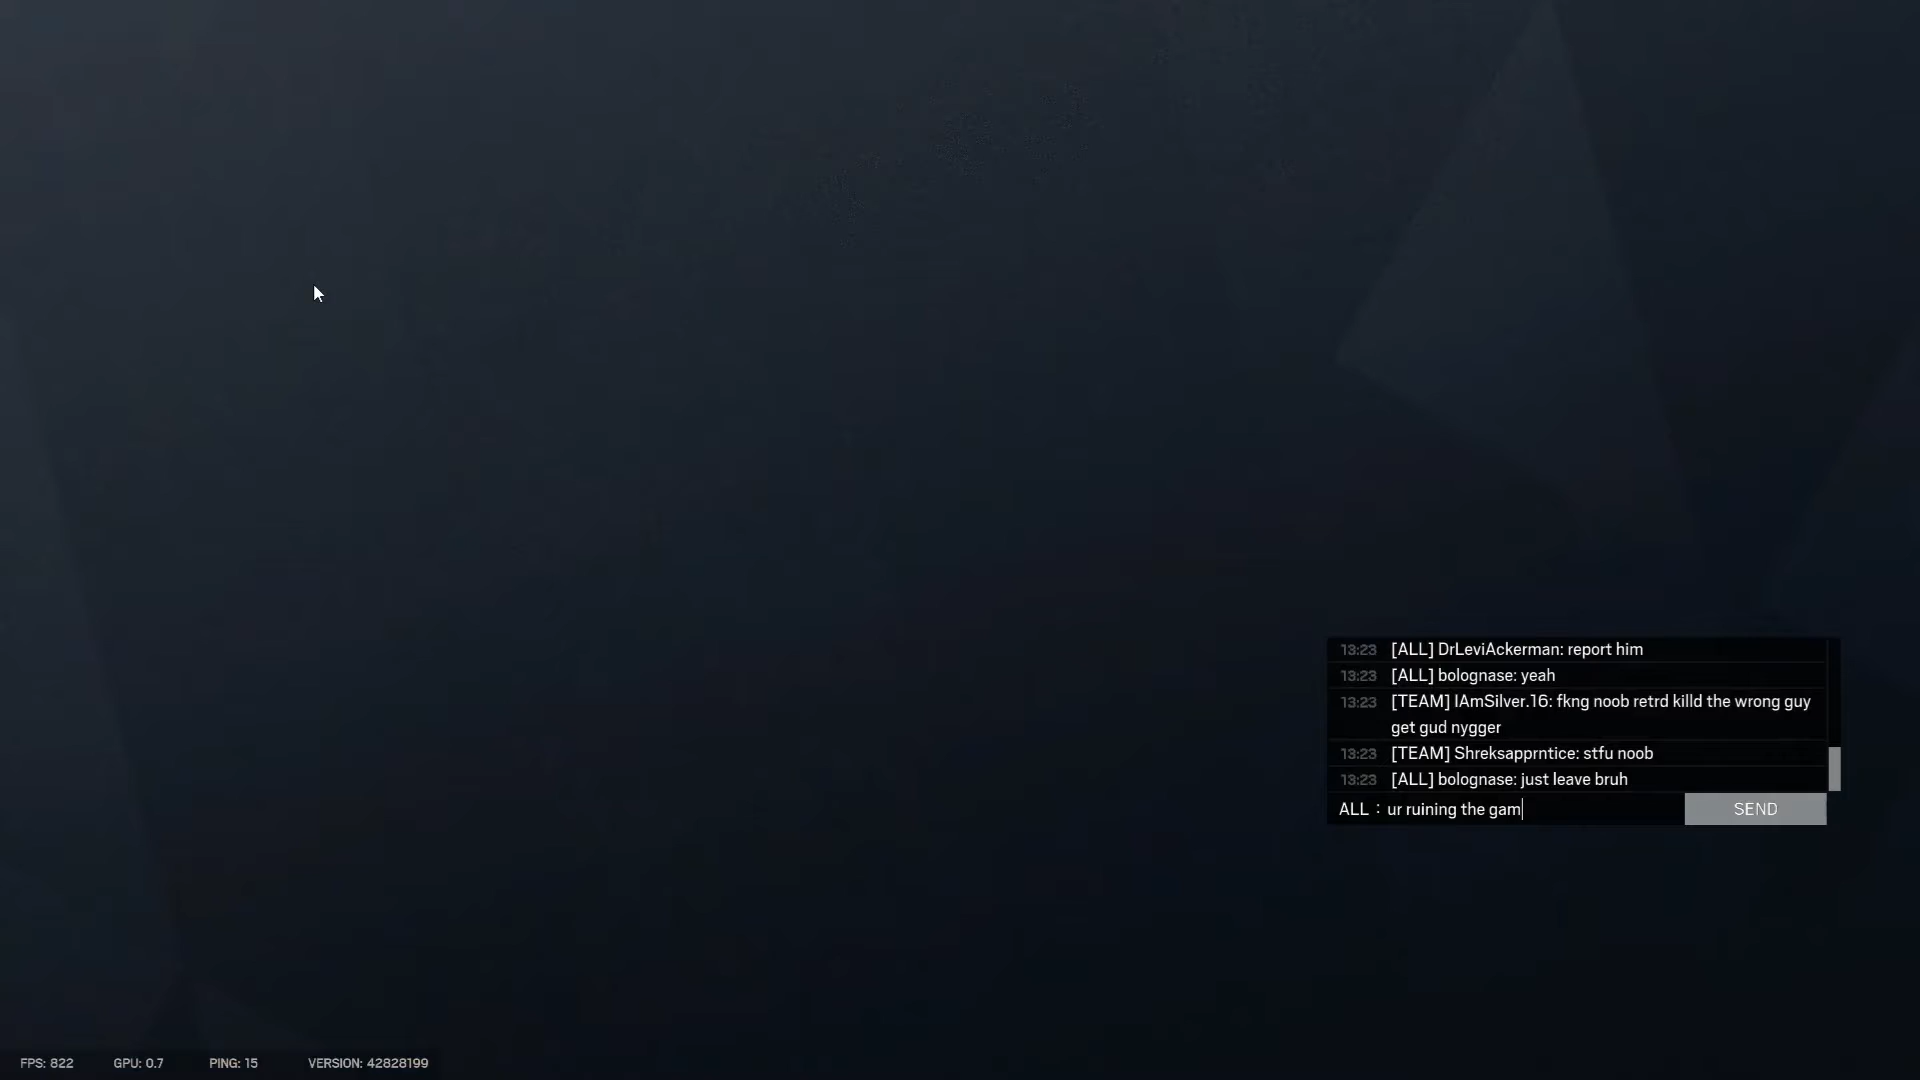 13:23 [ALL] DrLeviAckerman: report him
13:23 [ALL] bolognase: yeah
13:23 [TEAM] IAmSilver.16: fkng noob retrd killd the wrong guy
get gud nygger
13:23 [TEAM] Shreksapprntice: stfu noob
13:23 [ALL] bolognase: just leave bruh
ALL : ur ruining the gam SEND
FPS: 822 GPU: 0.7 PING: 15 VERSION: 42828199